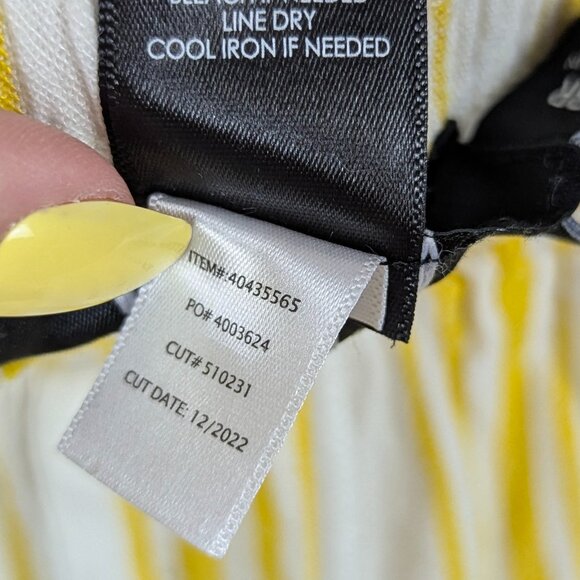 LINE DRY
COOL IRON IF NEEDED
ITEM#: 40435565
PO# 4003624
CUT# 510231
CUT DATE: 12/2022